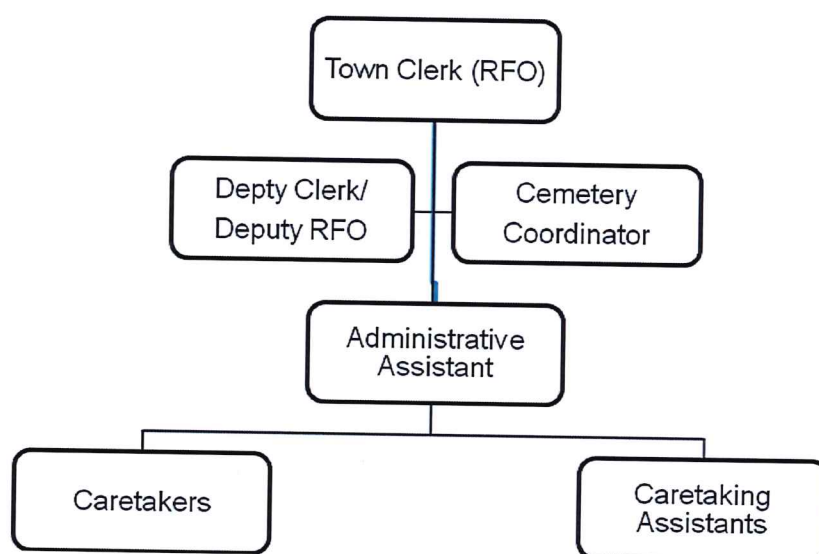 Town Clerk (RFO)
Depty Clerk/
Deputy RFO
Cemetery
Coordinator
Administrative
Assistant
Caretakers
Caretaking
Assistants